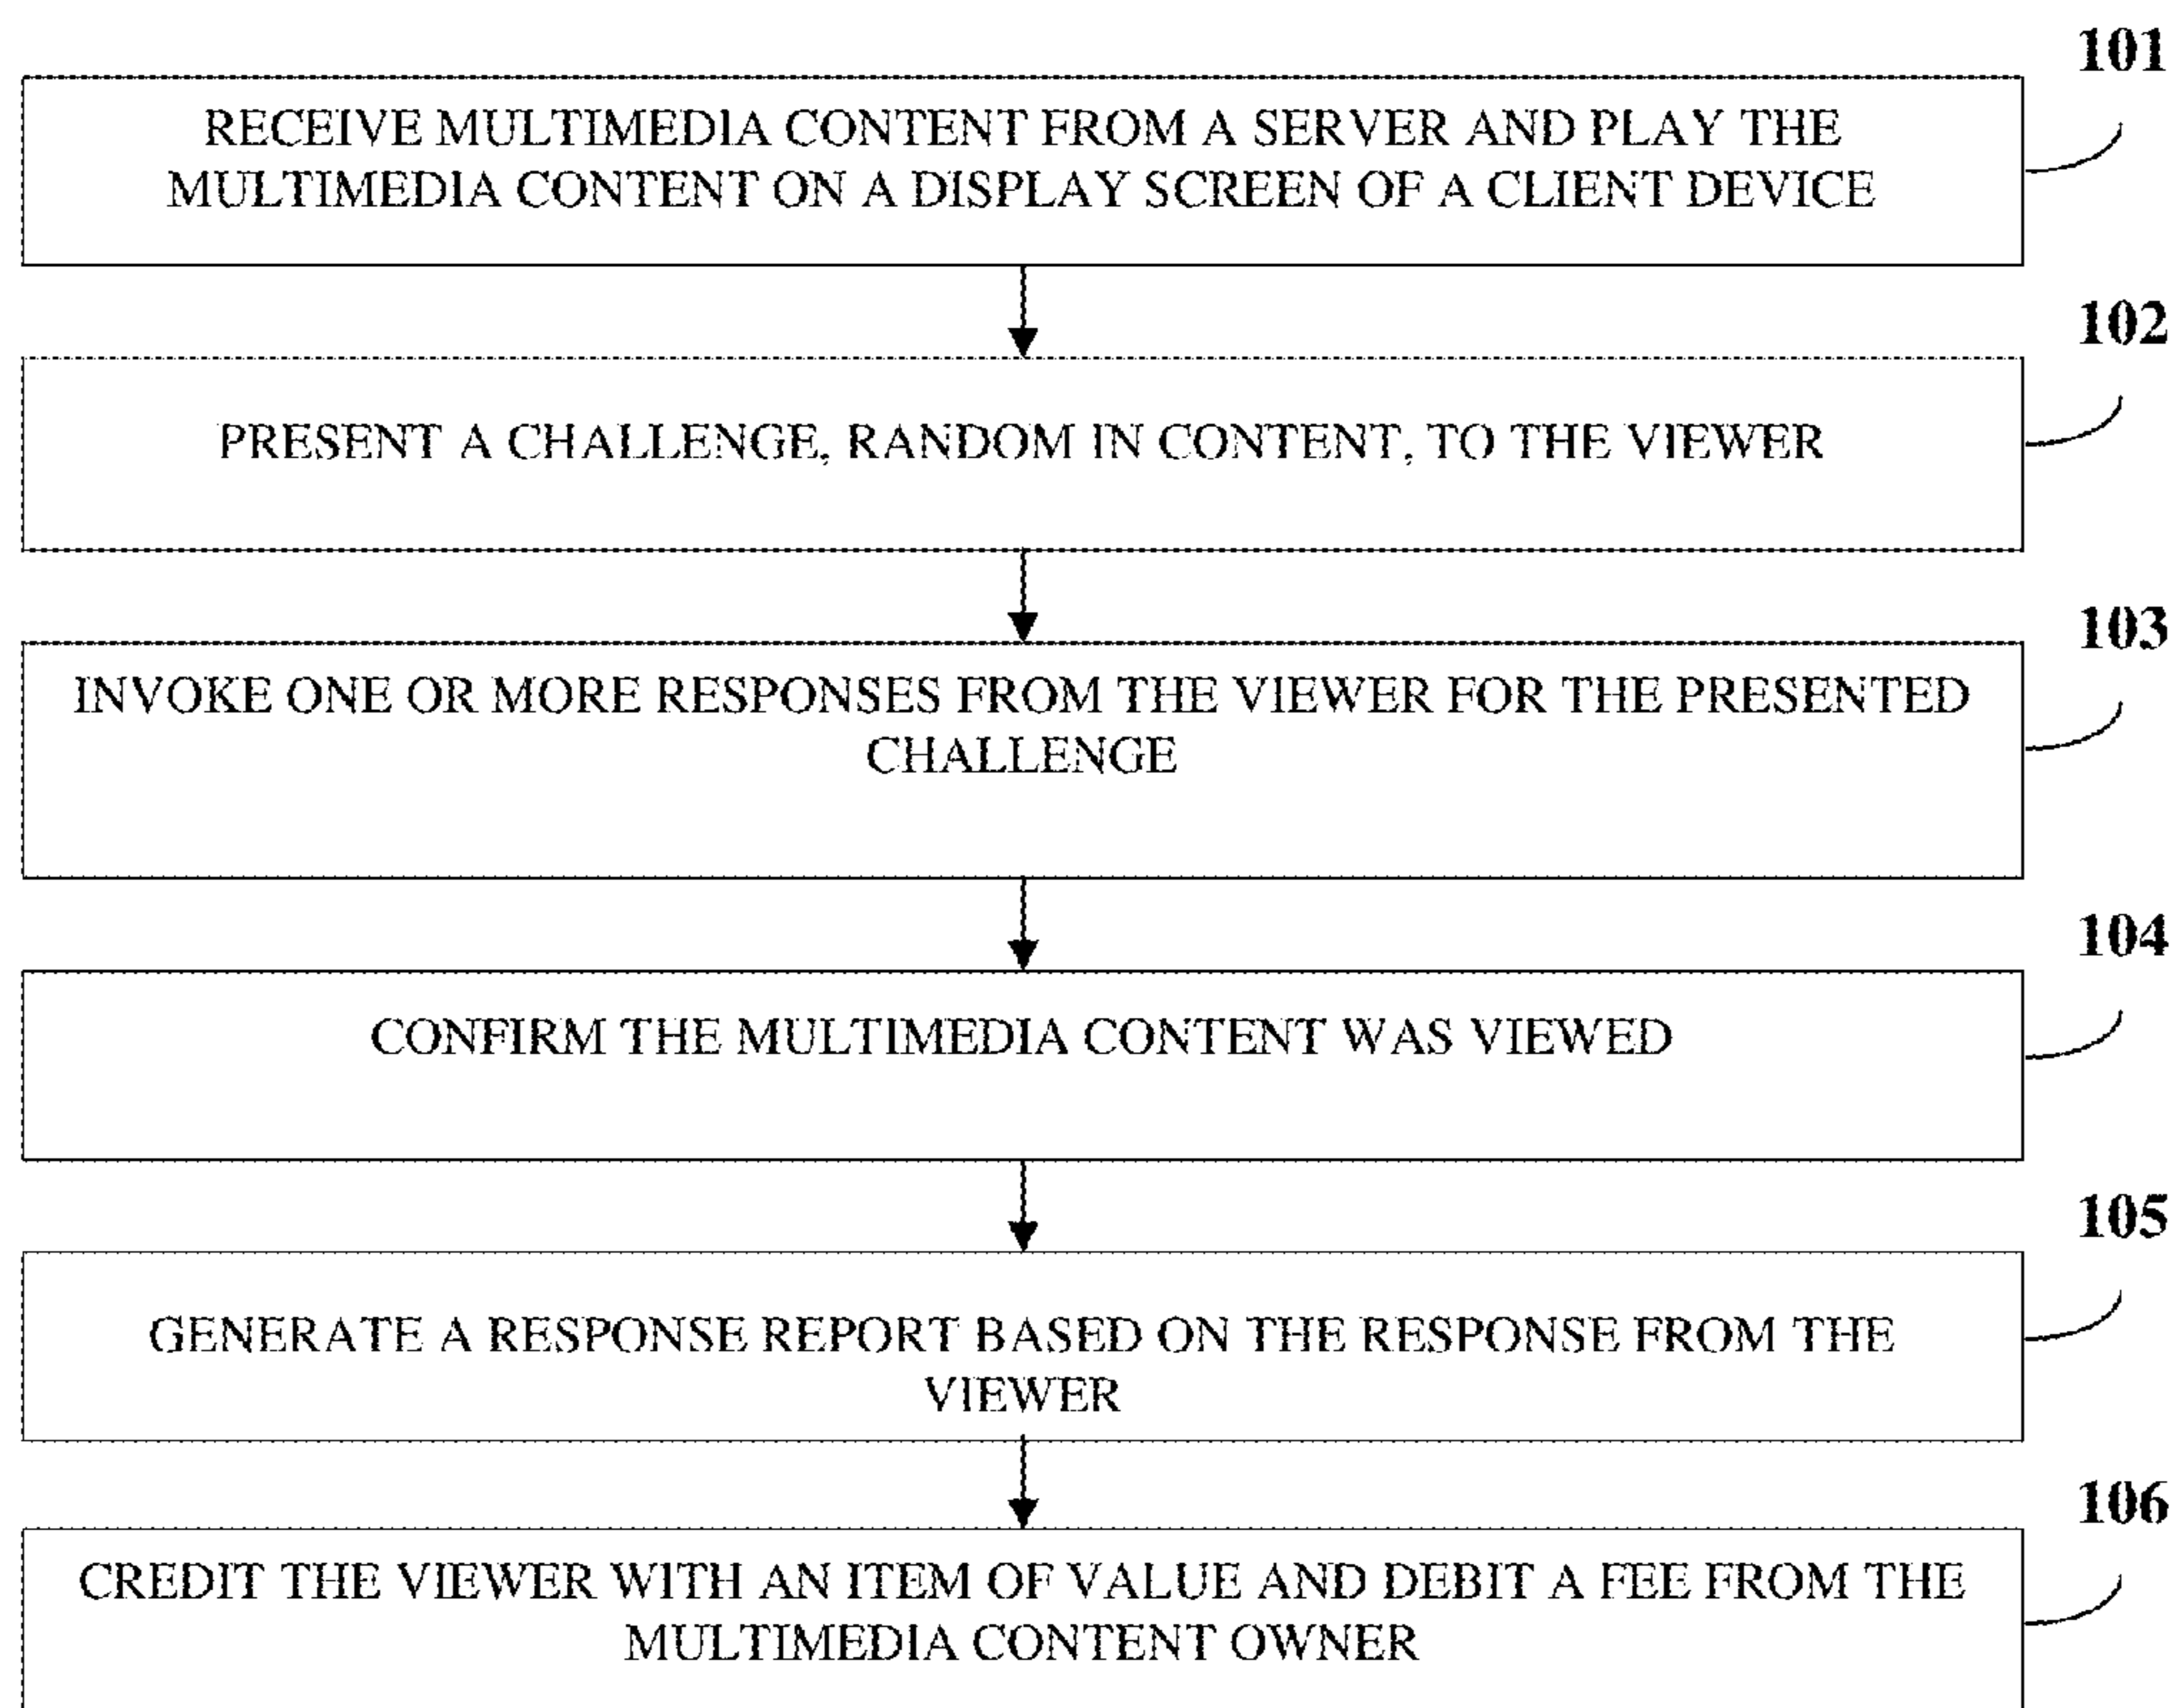 101
RECEIVE MULTIMEDIA CONTENT FROM A SERVER AND PLAY THE
MULTIMEDIA CONTENT ON A DISPLAY SCREEN OF A CLIENT DEVICE
102
PRESENT A CHALLENGE, RANDOM IN CONTENT, TO THE VIEWER
103
INVOKE ONE OR MORE RESPONSES FROM THE VIEWER FOR THE PRESENTED
CHALLENGE
104
CONFIRM THE MULTIMEDIA CONTENT WAS VIEWED
105
GENERATE A RESPONSE REPORT BASED ON THE RESPONSE FROM THE
VIEWER
106
CREDIT THE VIEWER WITH AN ITEM OF VALUE AND DEBIT A FEE FROM THE
MULTIMEDIA CONTENT OWNER